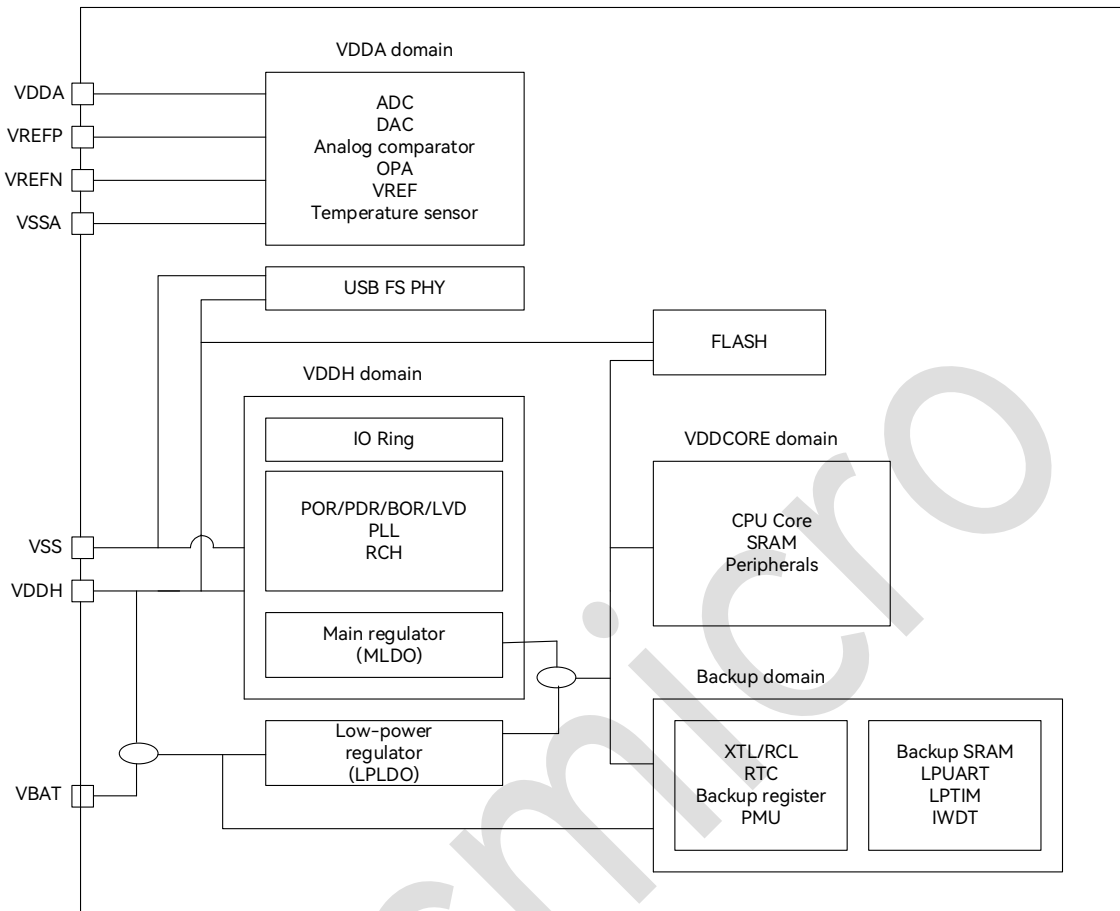 VDDA domain
VDDA
VREFP
VREFN
VSSA
ADC
DAC
Analog comparator
OPA
VREF
Temperature sensor
USB FS PHY
FLASH
VDDH domain
IO Ring
VDDCORE domain
POR/PDR/BOR/LVD
PLL
RCH
CPU Core
SRAM
Peripherals
VSS
VDDH
Main regulator
(MLDO)
Backup domain
Low-power
regulator
(LPLDO)
VBAT
XTL/RCL
RTC
Backup register
PMU
Backup SRAM
LPUART
LPTIM
IWDT
smicro